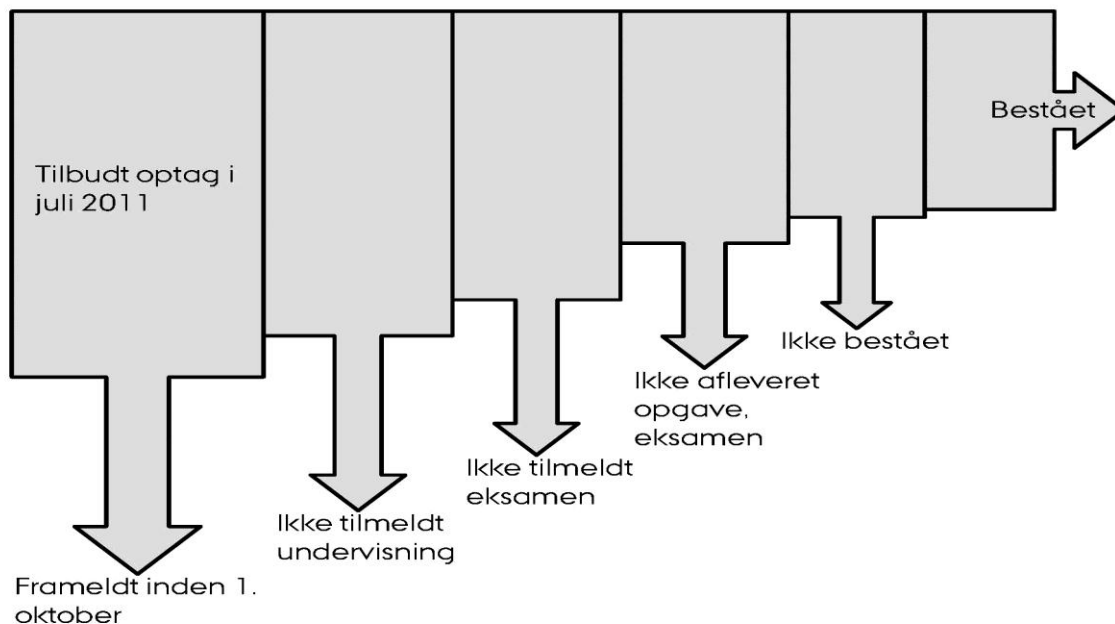 Tilbudt optag i
juli 2011
Frameldt inden 1.
oktober
Ikke tilmeldt
undervisning
Ikke tilmeldt
eksamen
Ikke afleveret
opgave,
eksamen
Ikke bestået
Bestået